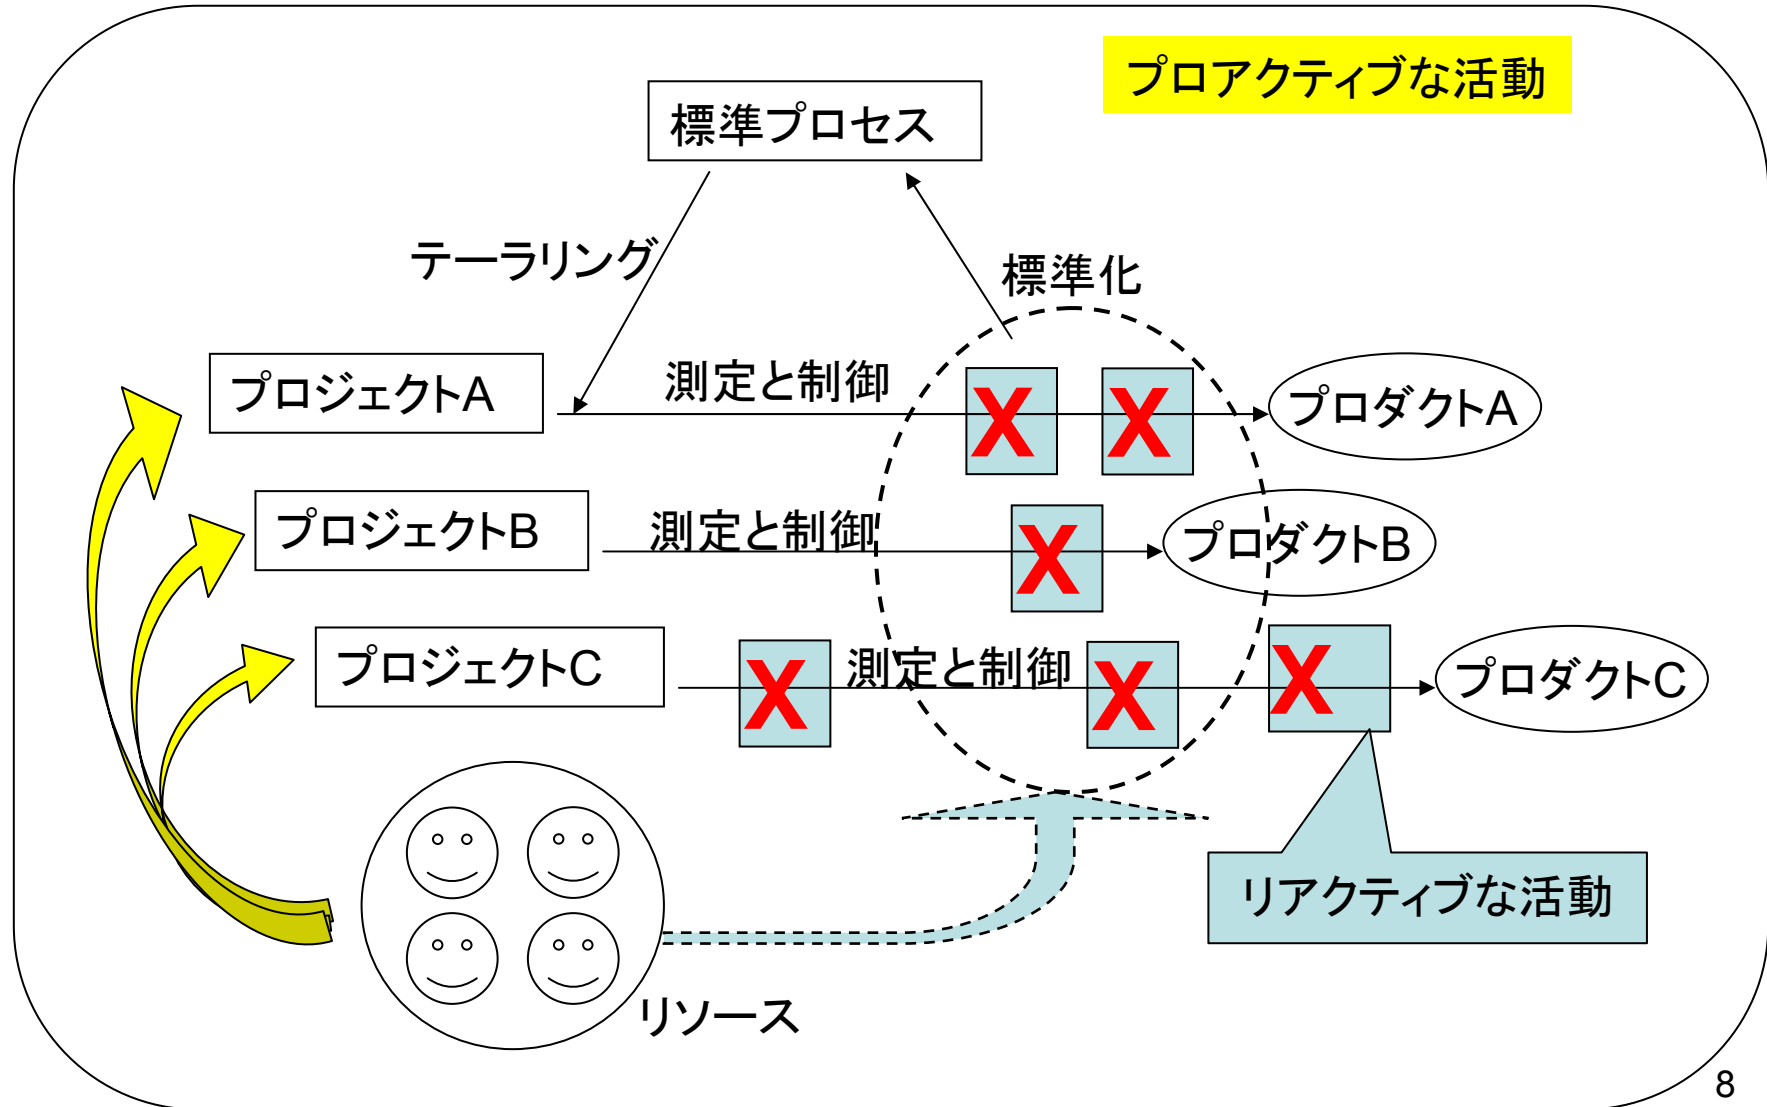 プロアクティブな活動
標準プロセス
テーラリング
標準化
プロジェクトA
測定と制御
X
X
プロダクトA
プロジェクトB
測定と制御
X
プロダクトB
プロジェクトC
X
測定と制御
X
X
プロダクトC
リアクティブな活動
リソース
8